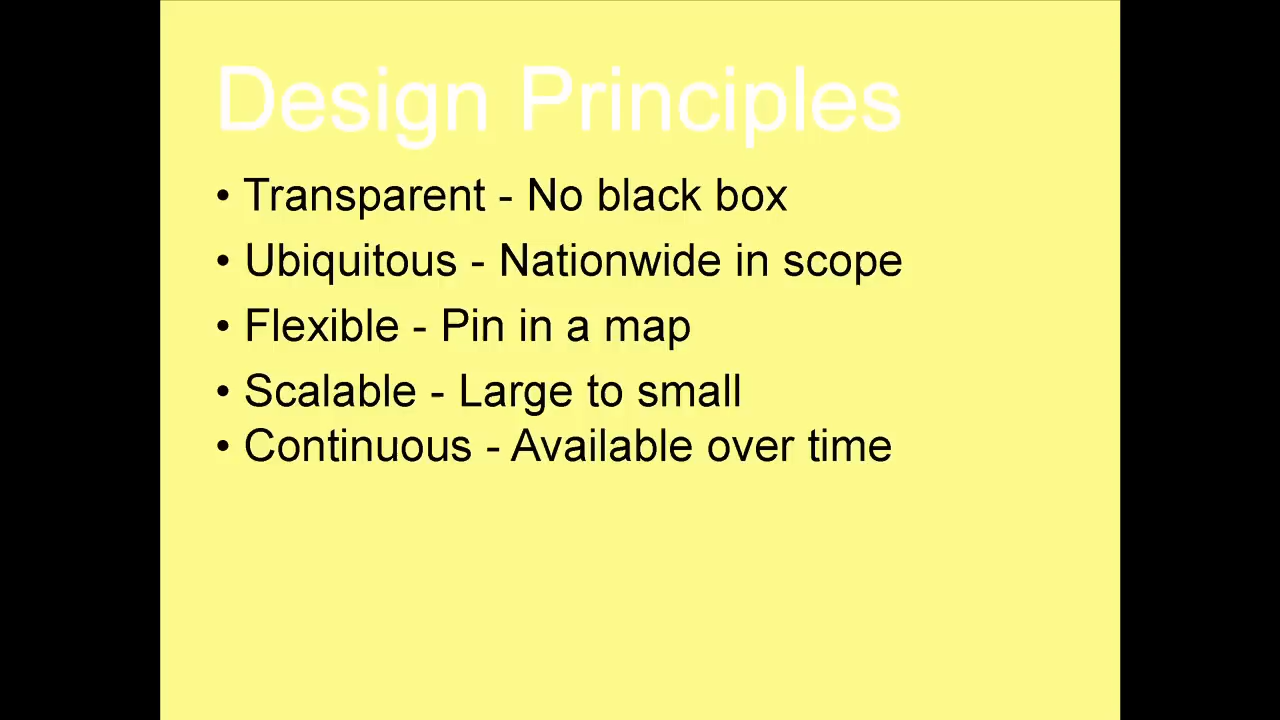 Design Principles
• Transparent - No black box
• Ubiquitous - Nationwide in scope
• Flexible - Pin in a map
• Scalable - Large to small
• Continuous - Available over time